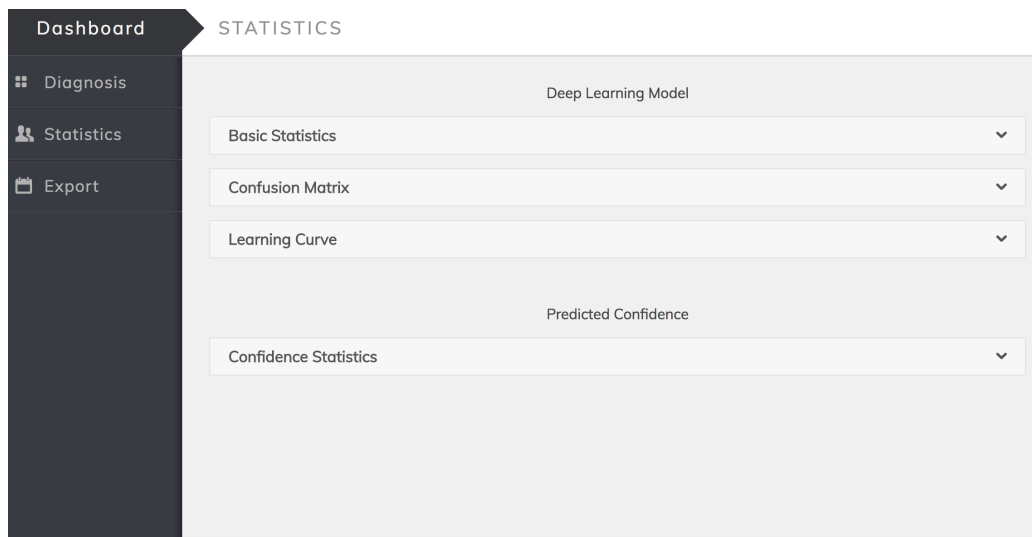 Dashboard
STATISTICS
Diagnosis
Statistics
Export
Deep Learning Model
Basic Statistics
Confusion Matrix
Learning Curve
Predicted Confidence
Confidence Statistics